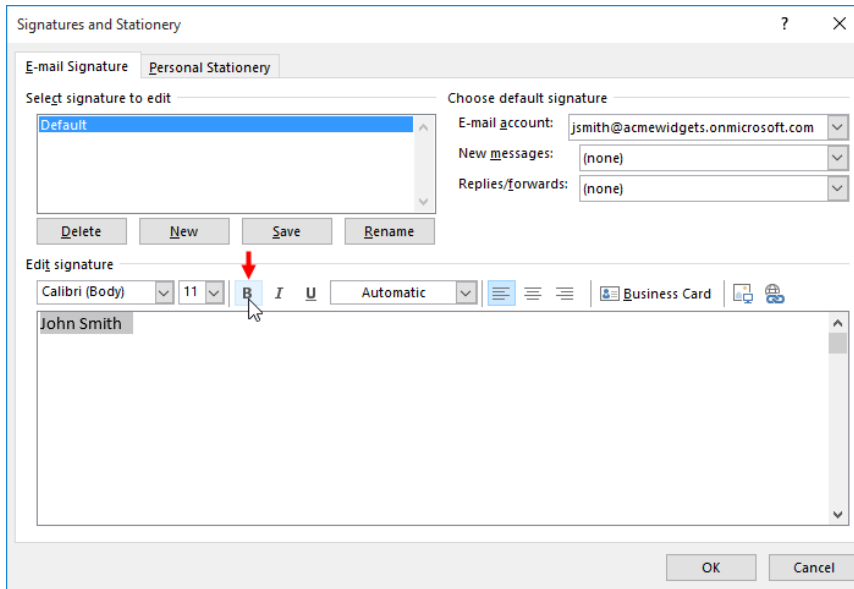 Signatures and Stationery
E-mail Signature
Personal Stationery
Select signature to edit
Default
Delete
New
Save
Rename
Choose default signature
E-mail account:
jsmith@acmewidgets.onmicrosoft.com
New messages:
(none)
Replies/forwards:
(none)
Edit signature
Calibri (Body)
11
B
I
U
Automatic
Business Card
John Smith
OK
Cancel